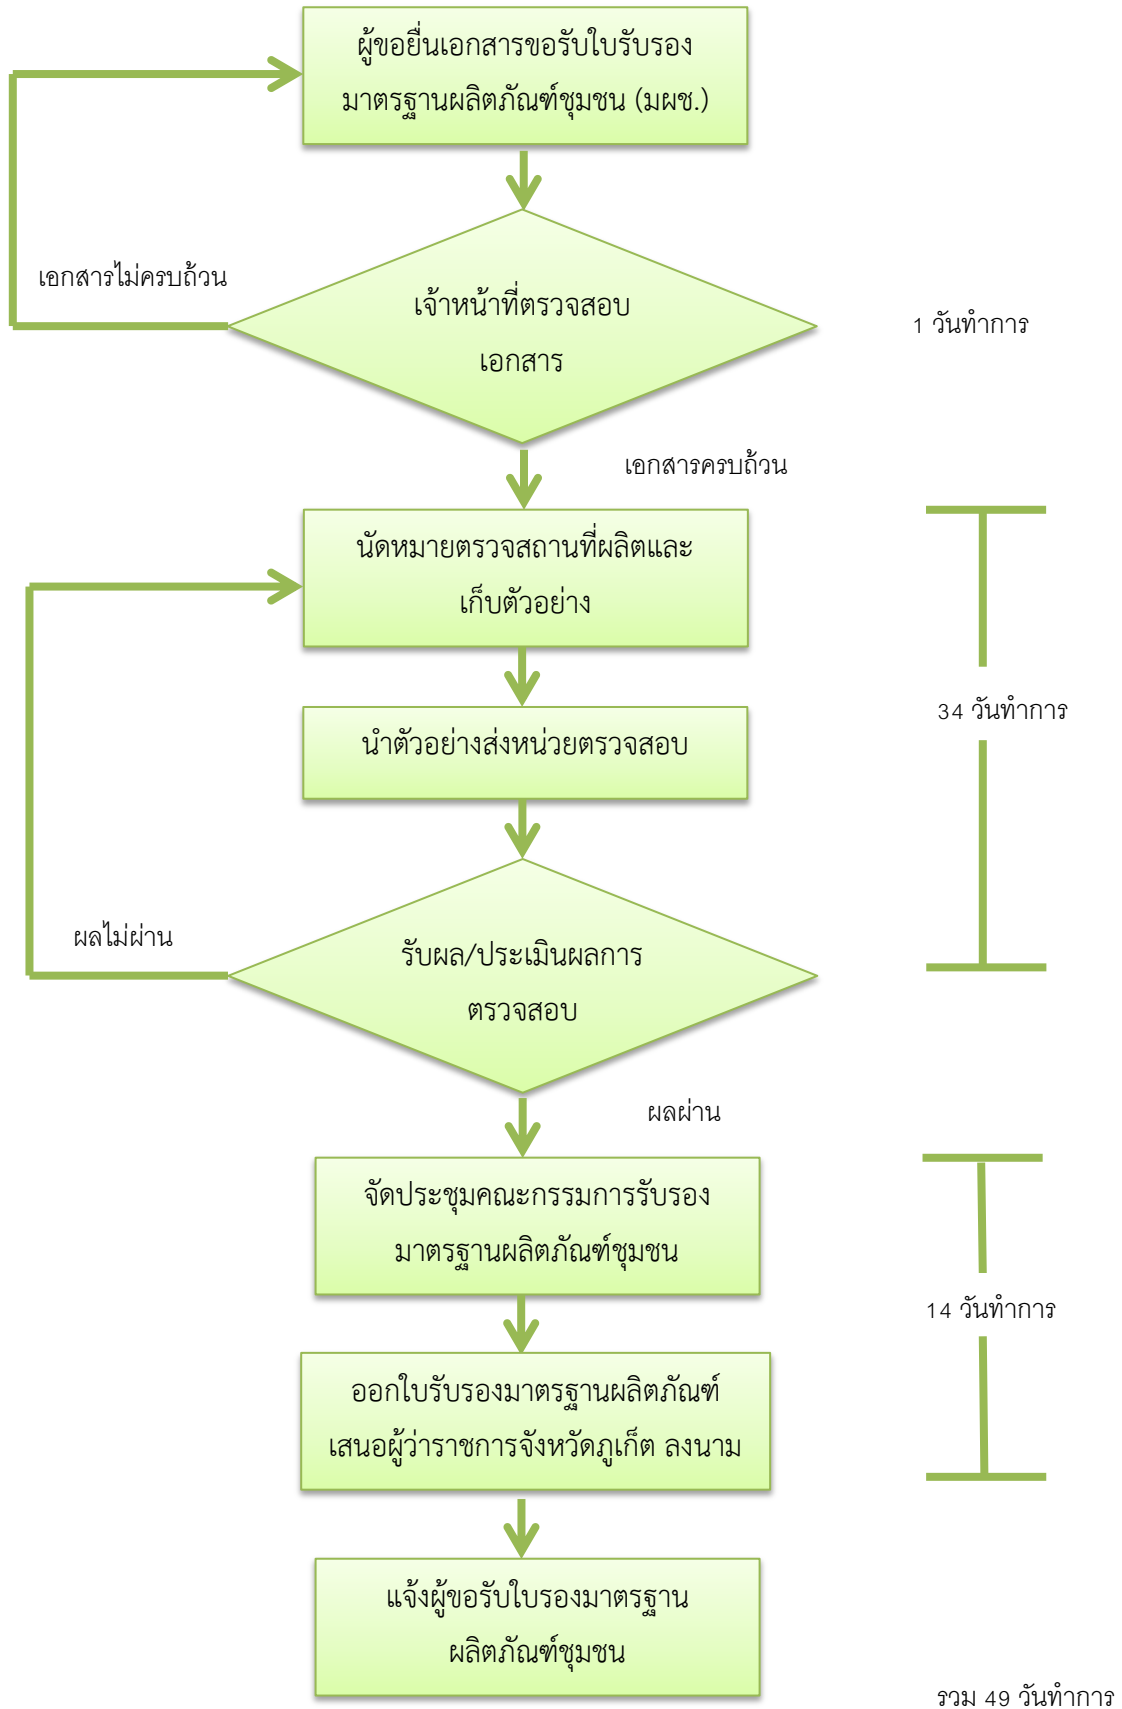 ผู้ขอยื่นเอกสารขอรับใบรับรอง
มาตรฐานผลิตภัณฑ์ชุมชน (มผช.)
เอกสารไม่ครบถ้วน
เจ้าหน้าที่ตรวจสอบ
เอกสาร
1 วันทำการ
เอกสารครบถ้วน
นัดหมายตรวจสถานที่ผลิตและ
เก็บตัวอย่าง
34 วันทำการ
นำตัวอย่างส่งหน่วยตรวจสอบ
ผลไม่ผ่าน
รับผล/ประเมินผลการ
ตรวจสอบ
ผลผ่าน
จัดประชุมคณะกรรมการรับรอง
มาตรฐานผลิตภัณฑ์ชุมชน
14 วันทำการ
ออกใบรับรองมาตรฐานผลิตภัณฑ์
เสนอผู้ว่าราชการจังหวัดภูเก็ต ลงนาม
แจ้งผู้ขอรับใบรองมาตรฐาน
ผลิตภัณฑ์ชุมชน
รวม 49 วันทำการ